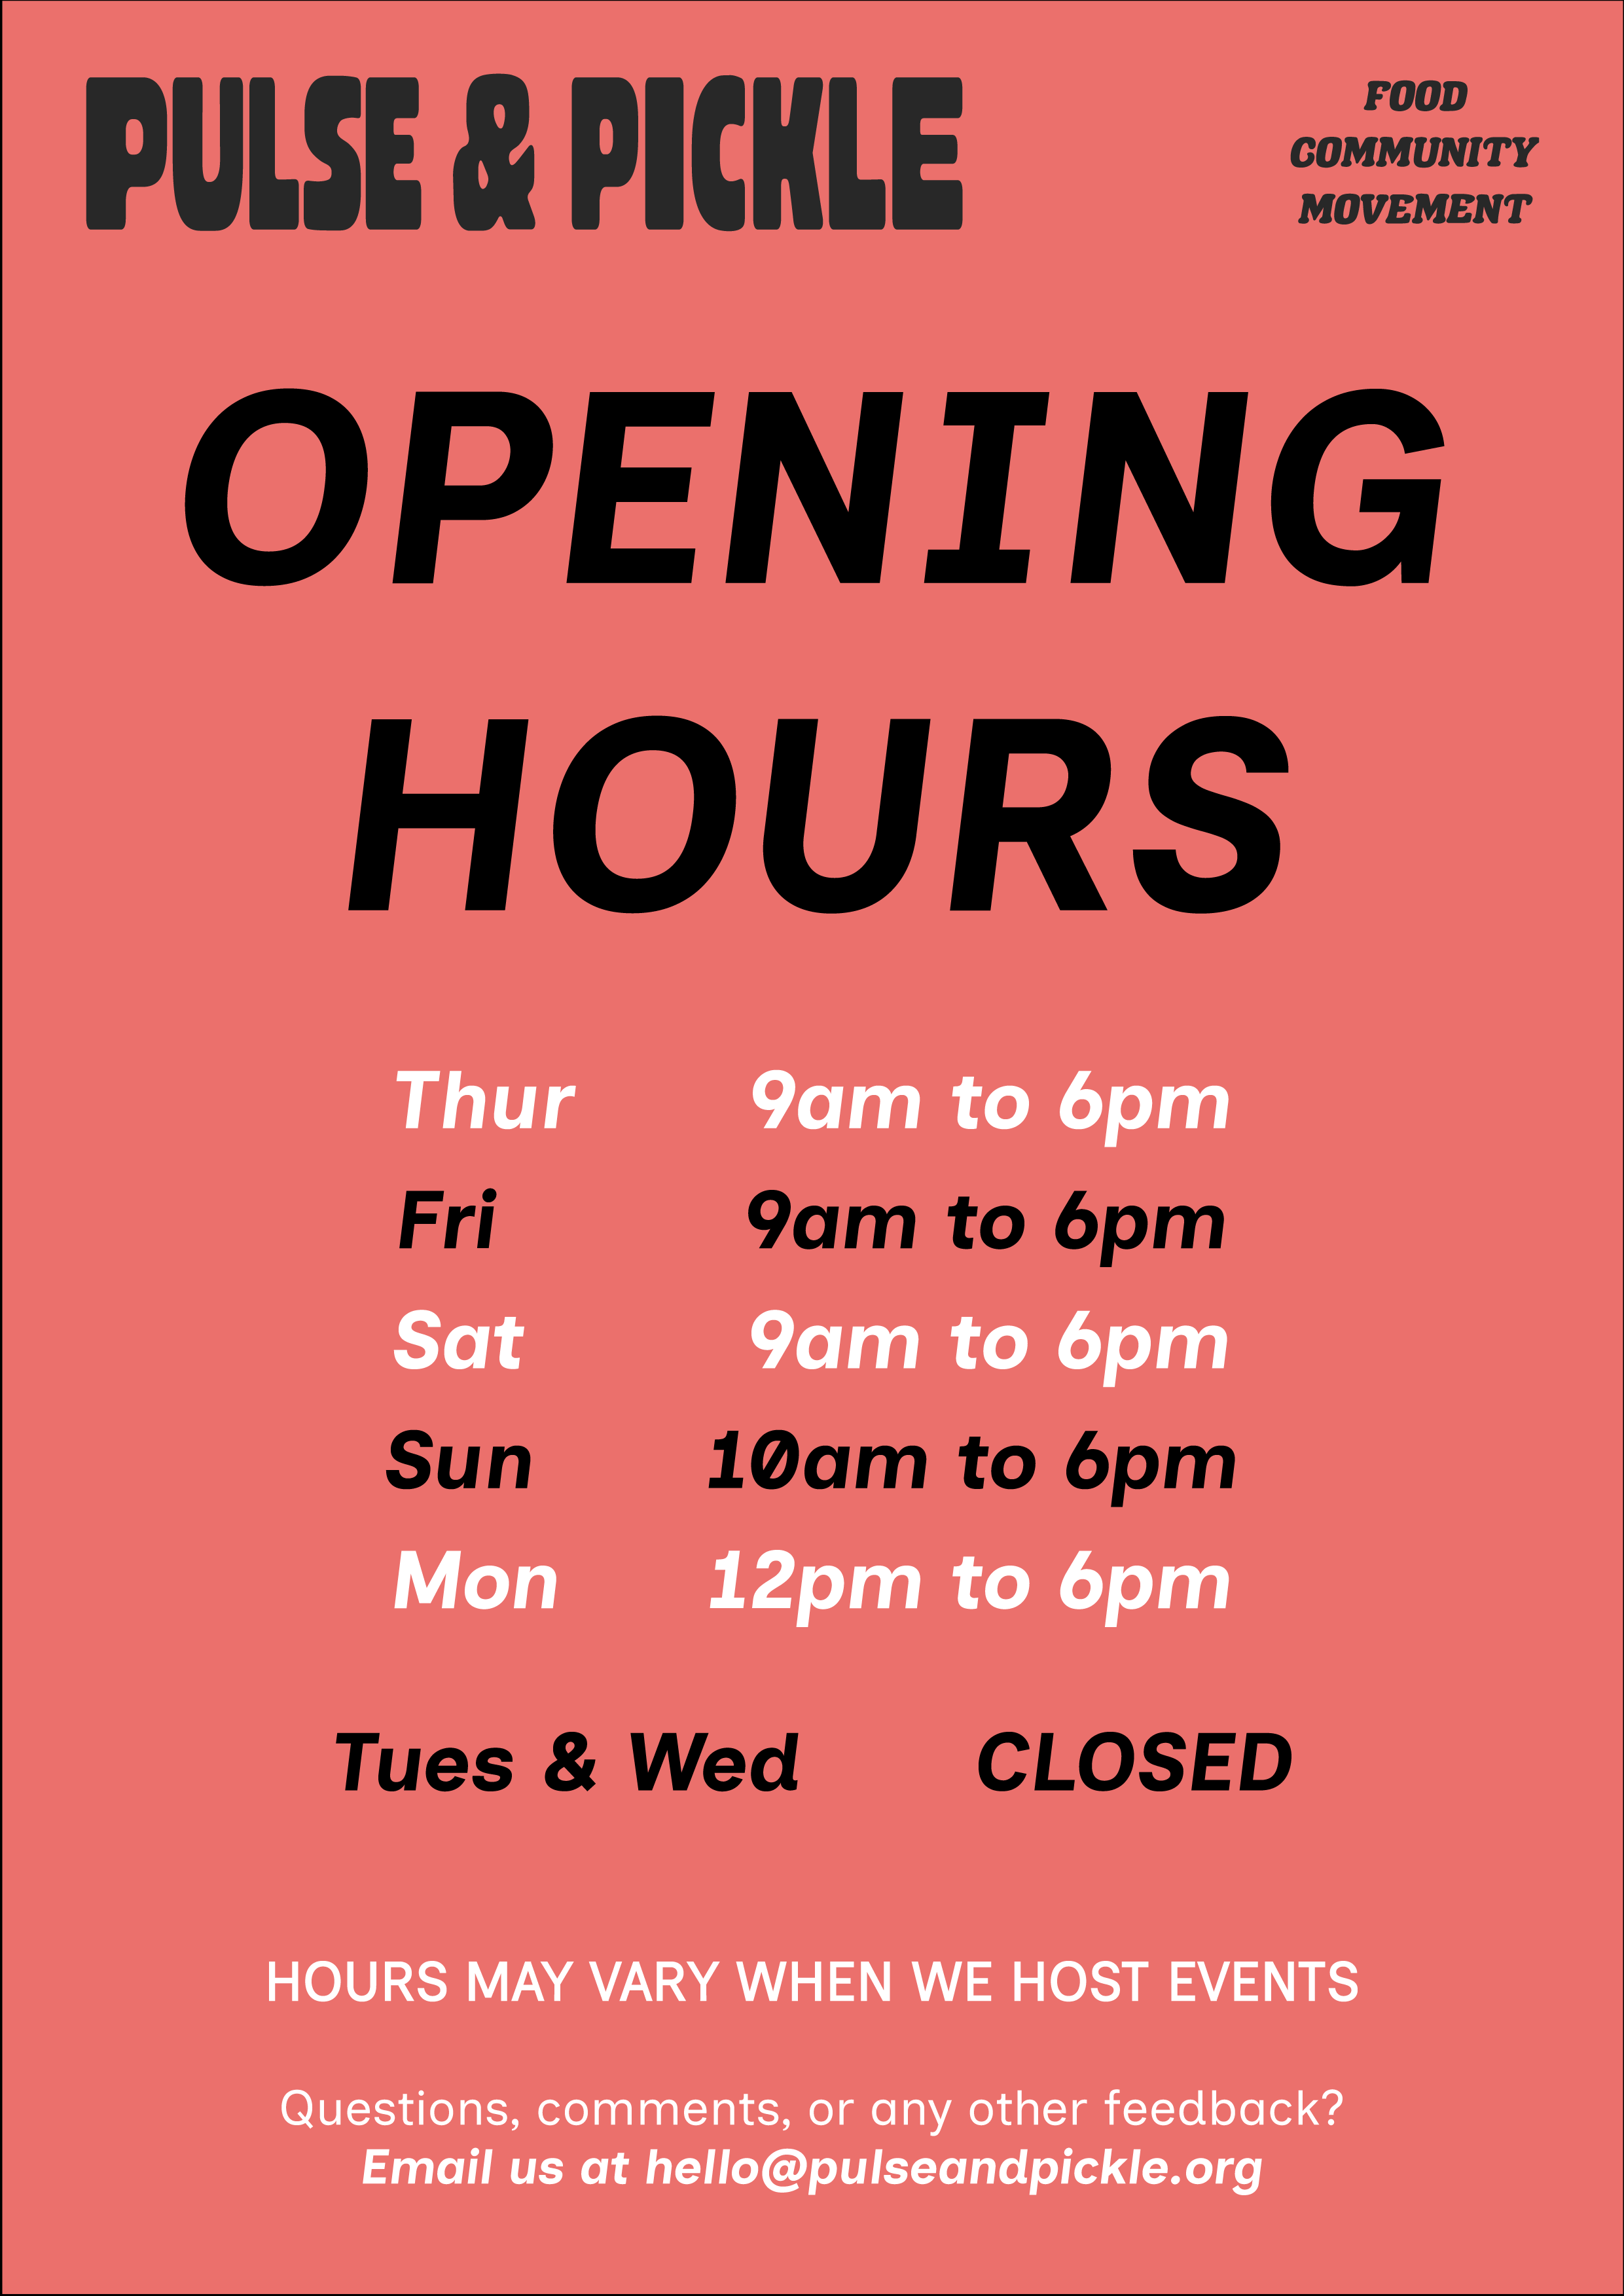 PULSE & PICKLE
FOOD
COMMUNITY
MOVEMENT
OPENING
HOURS
Thur 9am to 6pm
Fri 9am to 6pm
Sat 9am to 6pm
Sun 10am to 6pm
Mon 12pm to 6pm
Tues & Wed CLOSED
HOURS MAY VARY WHEN WE HOST EVENTS
Questions, comments, or any other feedback?
Email us at hello@pulseandpickle.org